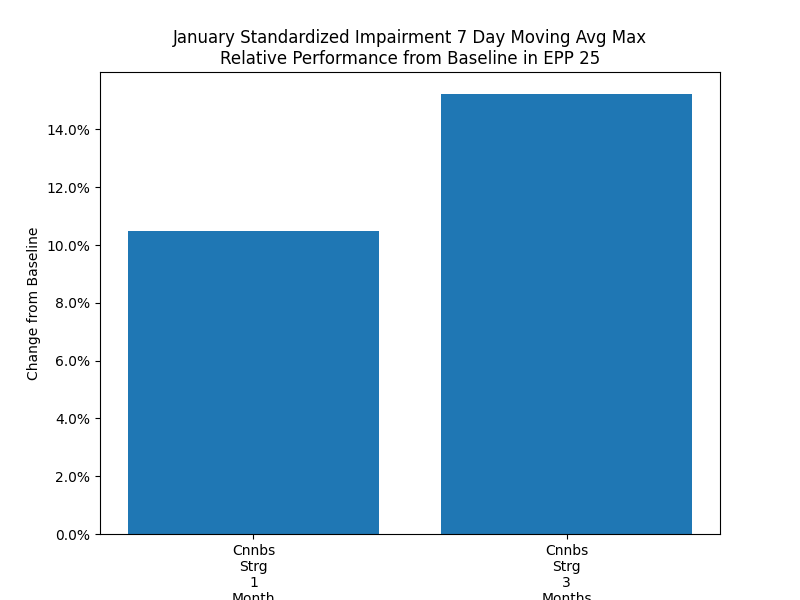 January Standardized Impairment 7 Day Moving Avg Max
Relative Performance from Baseline in EPP 25
Change from Baseline
14.0%
12.0%
10.0%
8.0%
6.0%
4.0%
2.0%
0.0%
Cnnbs
Strg
1
Month
Cnnbs
Strg
3
Months